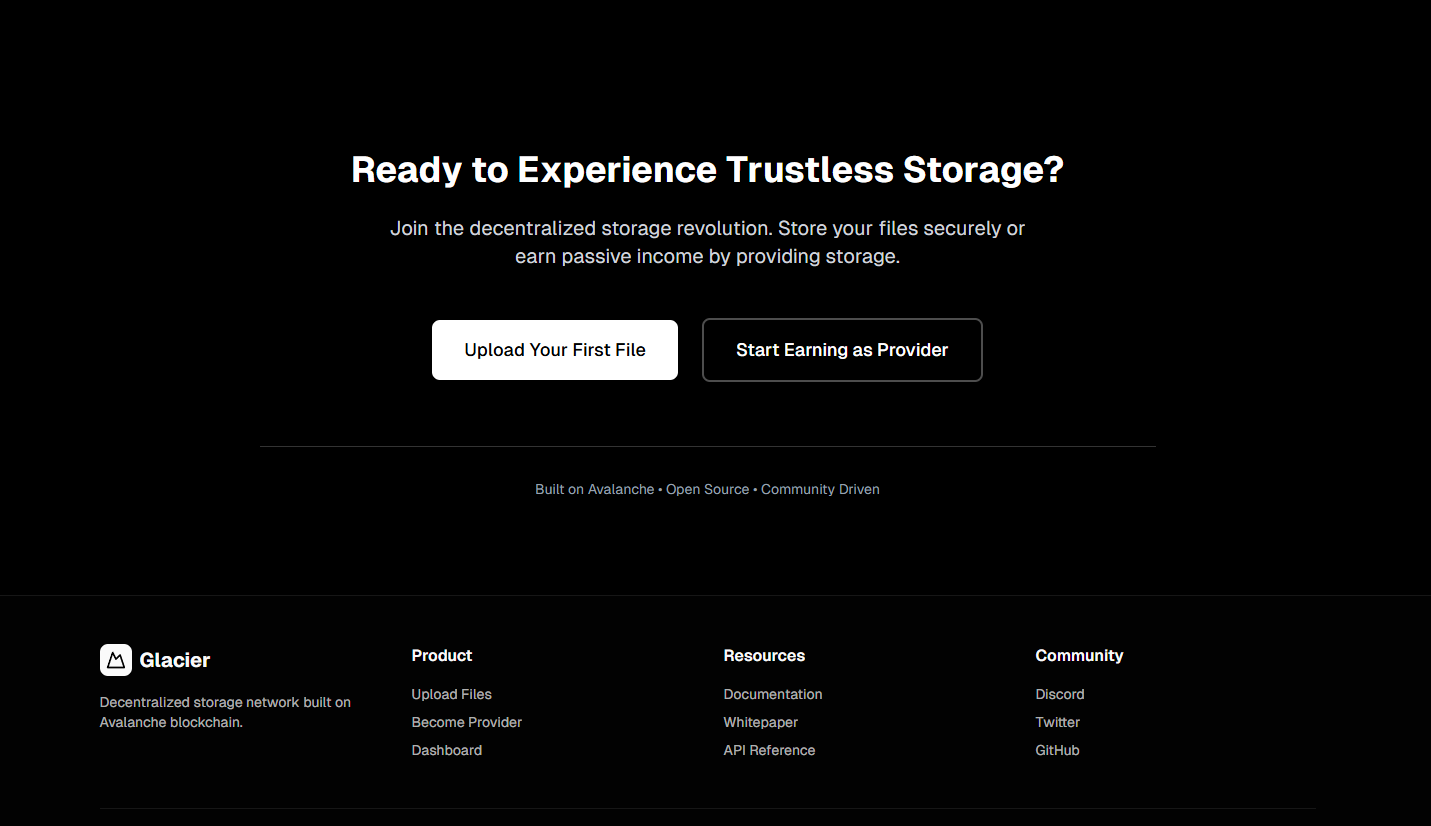 Ready to Experience Trustless Storage?
Join the decentralized storage revolution. Store your files securely or
earn passive income by providing storage.
Upload Your First File
Start Earning as Provider
Built on Avalanche • Open Source • Community Driven
Glacier
Decentralized storage network built on
Avalanche blockchain.
Product
Upload Files
Become Provider
Dashboard
Resources
Documentation
Whitepaper
API Reference
Community
Discord
Twitter
GitHub